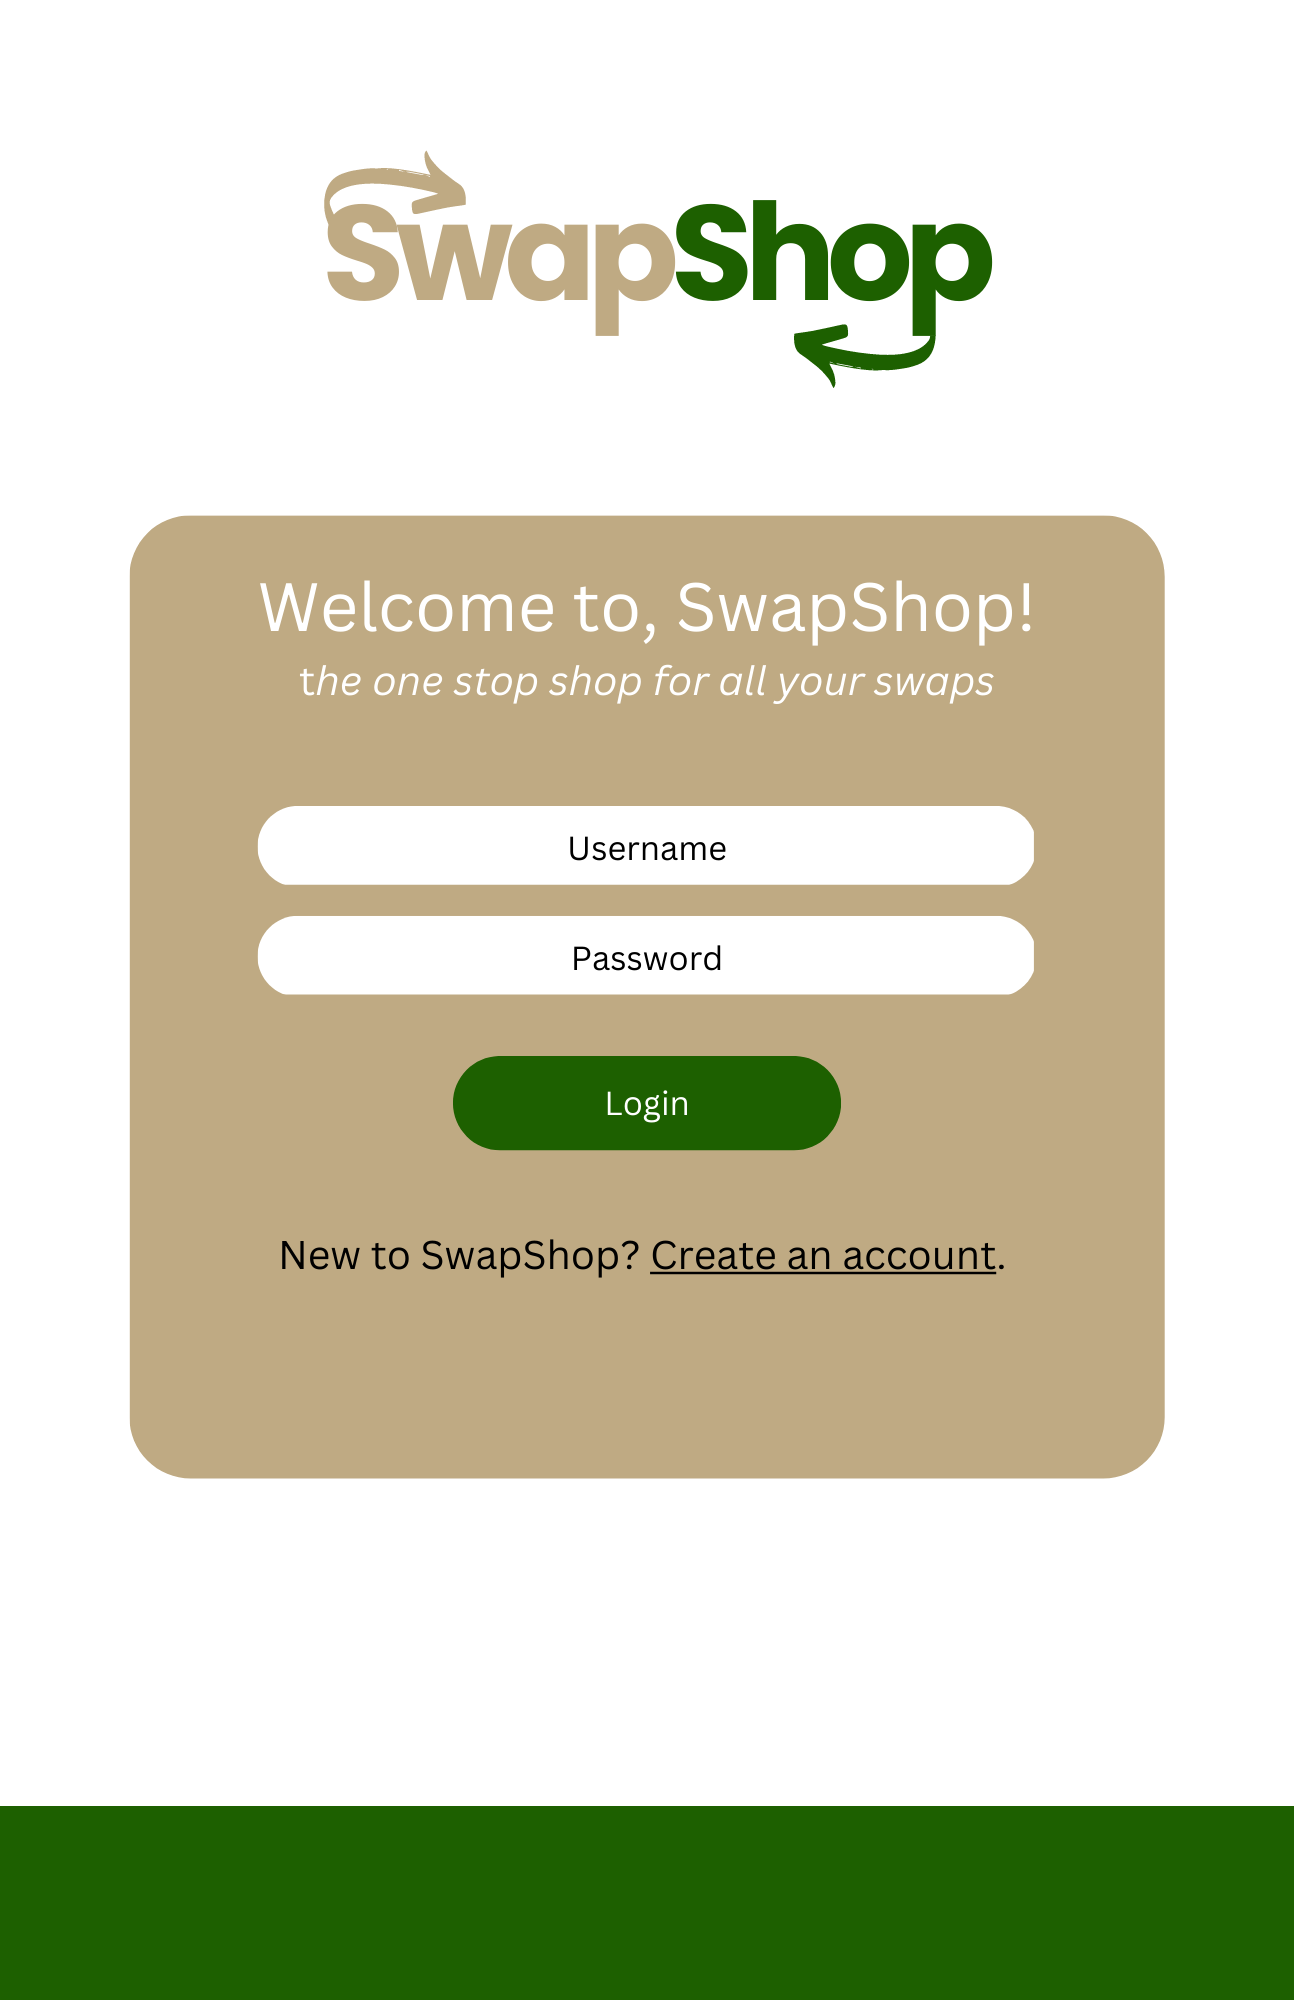 SwapShop
Welcome to, SwapShop!
the one stop shop for all your swaps
Username
Password
Login
New to SwapShop? Create an account.